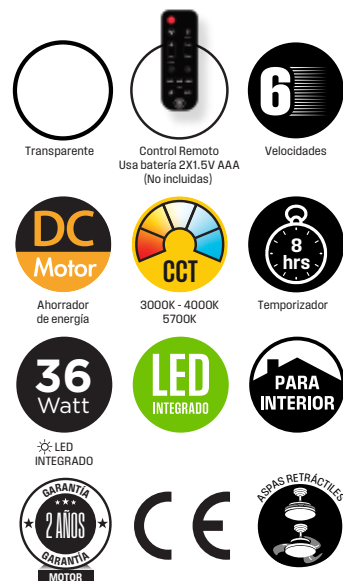 6
Transparente
Control Remoto
Usa batería 2X1.5V AAA
(No incluidas)
Velocidades
DC
Motor
CCT
8
hrs
Ahorrador
de energía
3000K - 4000K
5700K
Temporizador
36
Watt
LED
INTEGRADO
PARA
INTERIOR
LED
INTEGRADO
GARANTÍA
2 AÑOS
GARANTÍA
MOTOR
CE
ASPAS RETRÁCTILES